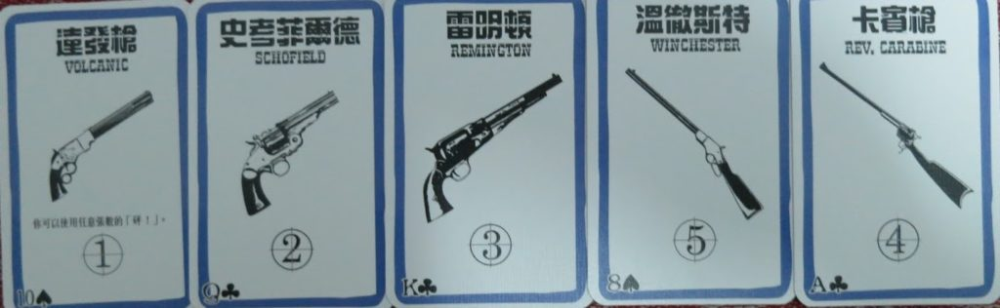 達發槍
VOLCANIC
你可以使用任意張數的「砰！」。
1
10♠
史考菲爾德
SCHOFIELD
2
Q♣
雷明頓
REMINGTON
3
K♣
溫徹斯特
WINCHESTER
5
8♠
卡賓槍
REV. CARABINE
4
A♣